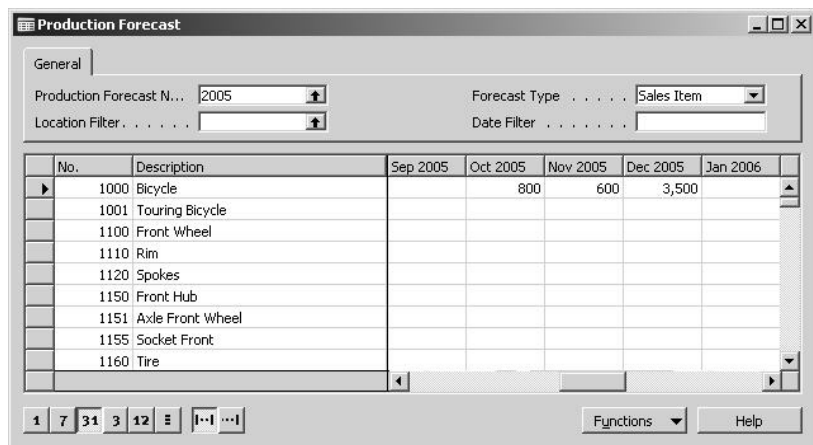 Production Forecast
General
Production Forecast N... 2005
Forecast Type . . . . . Sales Item
Location Filter. . . . . .
Date Filter . . . . . . .
No. Description Sep 2005 Oct 2005 Nov 2005 Dec 2005 Jan 2006
1000 Bicycle 800 600 3,500
1001 Touring Bicycle
1100 Front Wheel
1110 Rim
1120 Spokes
1150 Front Hub
1151 Axle Front Wheel
1155 Socket Front
1160 Tire
1 7 31 3 12
Functions Help